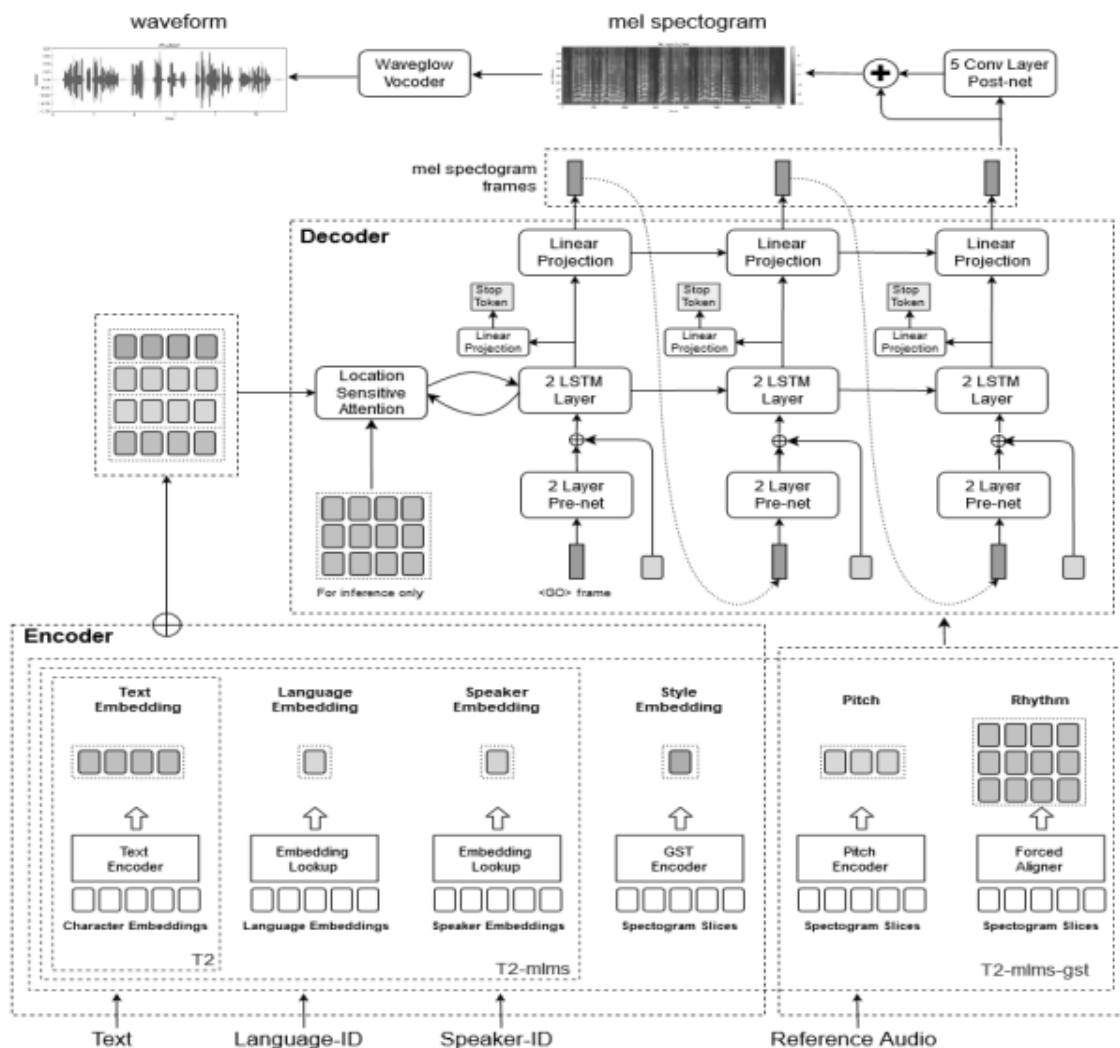 waveform
mel spectogram
Waveglow
Vocoder
5 Conv Layer
Post-net
mel spectogram
frames
Decoder
Linear
Projection
Linear
Projection
Linear
Projection
Stop
Token
Stop
Token
Stop
Token
Linear
Projection
Linear
Projection
Linear
Projection
Location
Sensitive
Attention
2 LSTM
Layer
2 LSTM
Layer
2 LSTM
Layer
2 Layer
Pre-net
2 Layer
Pre-net
2 Layer
Pre-net
For inference only
<GO> frame
Encoder
Text
Embedding
Language
Embedding
Speaker
Embedding
Style
Embedding
Pitch
Rhythm
Text
Encoder
Embedding
Lookup
Embedding
Lookup
GST
Encoder
Pitch
Encoder
Forced
Aligner
Character Embeddings
Language Embeddings
Speaker Embeddings
Spectogram Slices
Spectogram Slices
Spectogram Slices
T2
T2-mlms
T2-mlms-gst
Text
Language-ID
Speaker-ID
Reference Audio